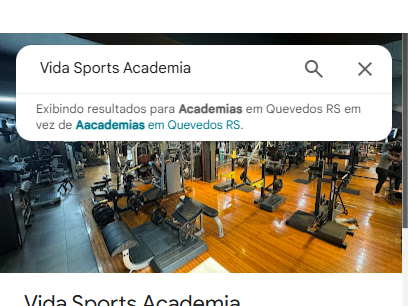 Vida Sports Academia
Exibindo resultados para Academias em Quevedos RS em
vez de Aacademias em Quevedos RS.
Vida Sports Academia